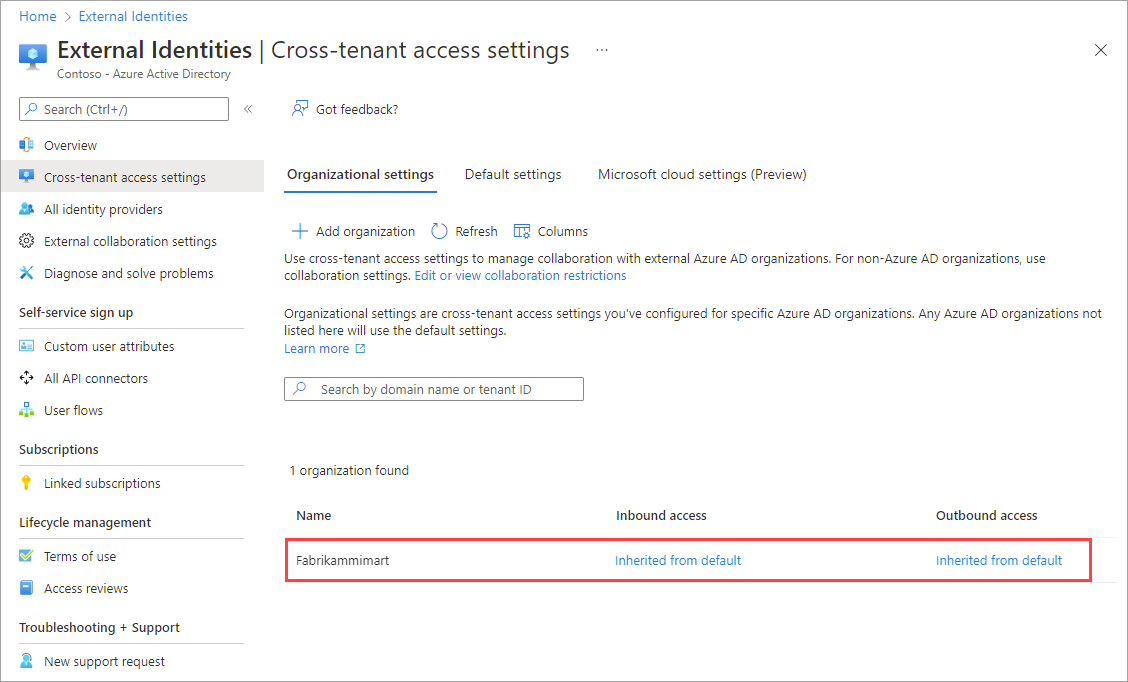 Home > External Identities
External Identities | Cross-tenant access settings ...
Contoso - Azure Active Directory
Search (Ctrl+/)
«
Overview
Cross-tenant access settings
All identity providers
External collaboration settings
Diagnose and solve problems
Self-service sign up
Custom user attributes
All API connectors
User flows
Subscriptions
Linked subscriptions
Lifecycle management
Terms of use
Access reviews
Troubleshooting + Support
New support request
Got feedback?
Organizational settings Default settings Microsoft cloud settings (Preview)
Add organization Refresh Columns
Use cross-tenant access settings to manage collaboration with external Azure AD organizations. For non-Azure AD organizations, use
collaboration settings. Edit or view collaboration restrictions
Organizational settings are cross-tenant access settings you've configured for specific Azure AD organizations. Any Azure AD organizations not
listed here will use the default settings.
Learn more
Search by domain name or tenant ID
1 organization found
Name Inbound access Outbound access
Fabrikammimart Inherited from default Inherited from default